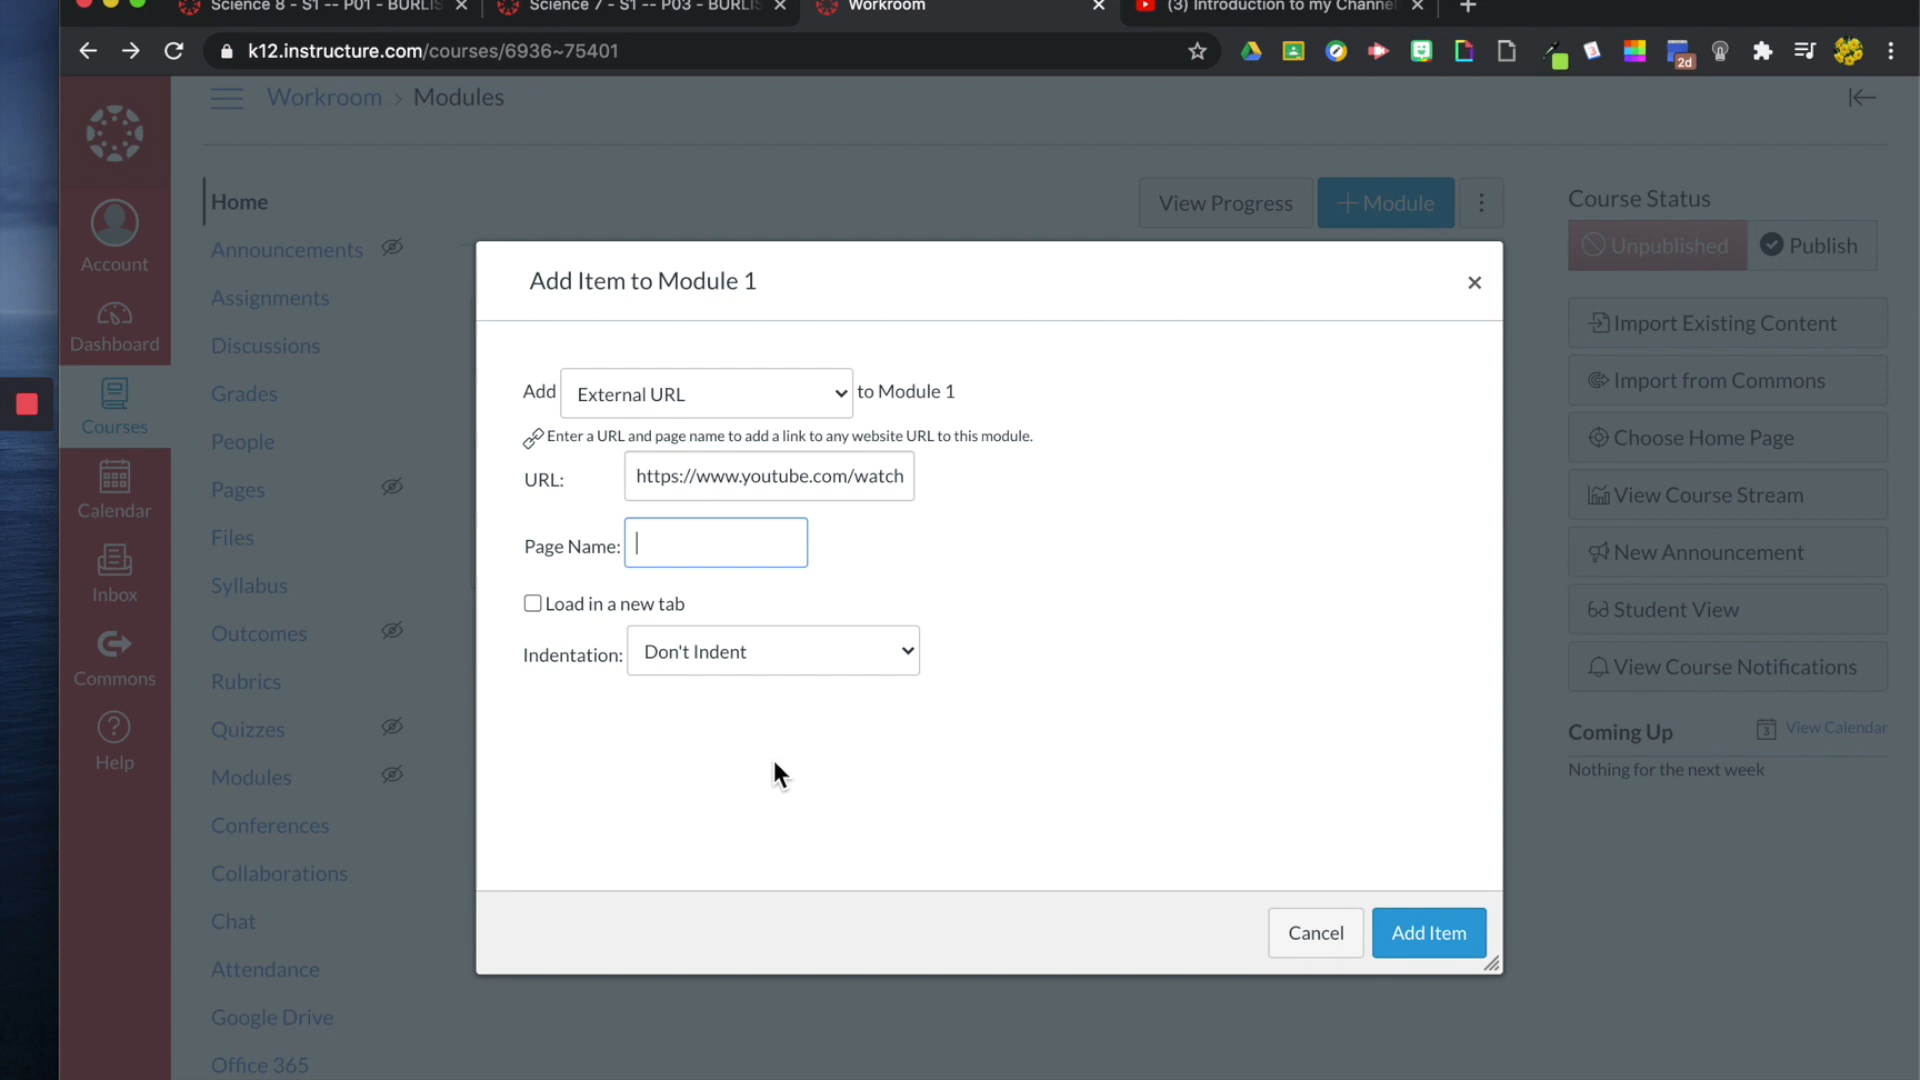 Science 8 - S1 -- P01 - BURLIS
Science 7 - S1 -- P03 - BURLIS
Workroom
(3) Introduction to my Channel
k12.instructure.com/courses/6936~75401
2d
Workroom > Modules
Account
Dashboard
Courses
Calendar
Inbox
Commons
Help
Home
Announcements
Assignments
Discussions
Grades
People
Pages
Files
Syllabus
Outcomes
Rubrics
Quizzes
Modules
Conferences
Collaborations
Chat
Attendance
Google Drive
Office 365
View Progress
+ Module
Add Item to Module 1
Add External URL to Module 1
Enter a URL and page name to add a link to any website URL to this module.
URL: https://www.youtube.com/watch
Page Name:
Load in a new tab
Indentation: Don't Indent
Cancel
Add Item
Course Status
Unpublished
Publish
Import Existing Content
Import from Commons
Choose Home Page
View Course Stream
New Announcement
Student View
View Course Notifications
Coming Up
3 View Calendar
Nothing for the next week